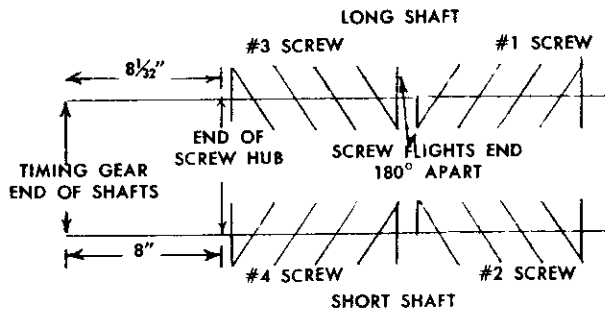 LONG SHAFT
#3 SCREW
#1 SCREW
8 1/32"
END OF
SCREW HUB
SCREW FLIGHTS END
180° APART
TIMING GEAR
END OF SHAFTS
8"
#4 SCREW
#2 SCREW
SHORT SHAFT